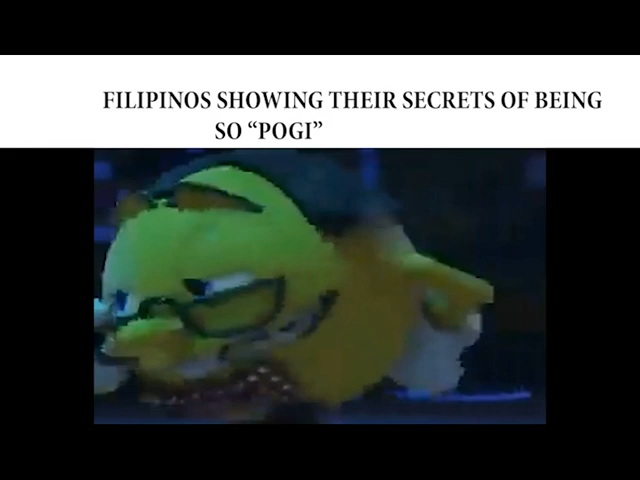 FILIPINOS SHOWING THEIR SECRETS OF BEING
SO “POGI”